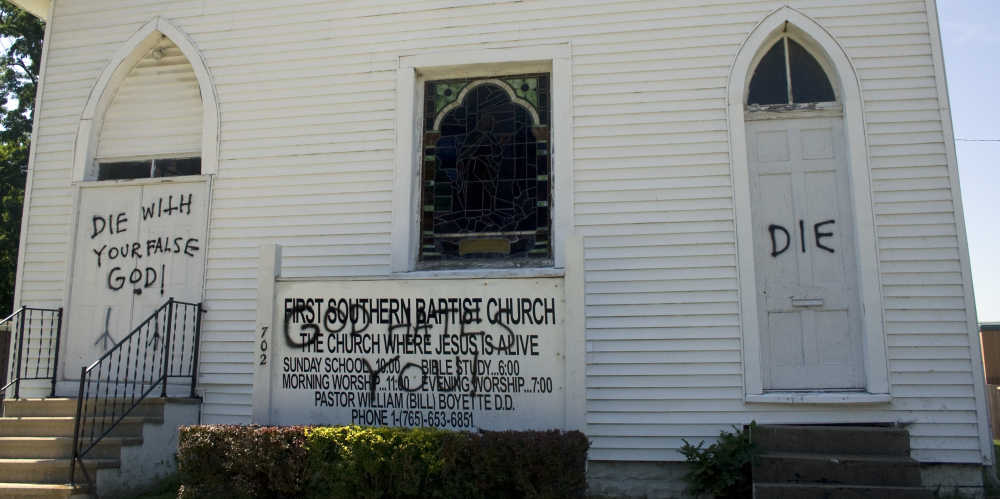 DIE WITH
YOUR FALSE
GOD!
DIE
702
FIRST SOUTHERN BAPTIST CHURCH
GOD HATES
THE CHURCH WHERE JESUS IS ALIVE
YOU!
SUNDAY SCHOOL..10:00 BIBLE STUDY...6:00
MORNING WORSHIP...11:00 EVENING WORSHIP...7:00
PASTOR WILLIAM (BILL) BOYETTE D.D.
PHONE 1-(765)-653-6851